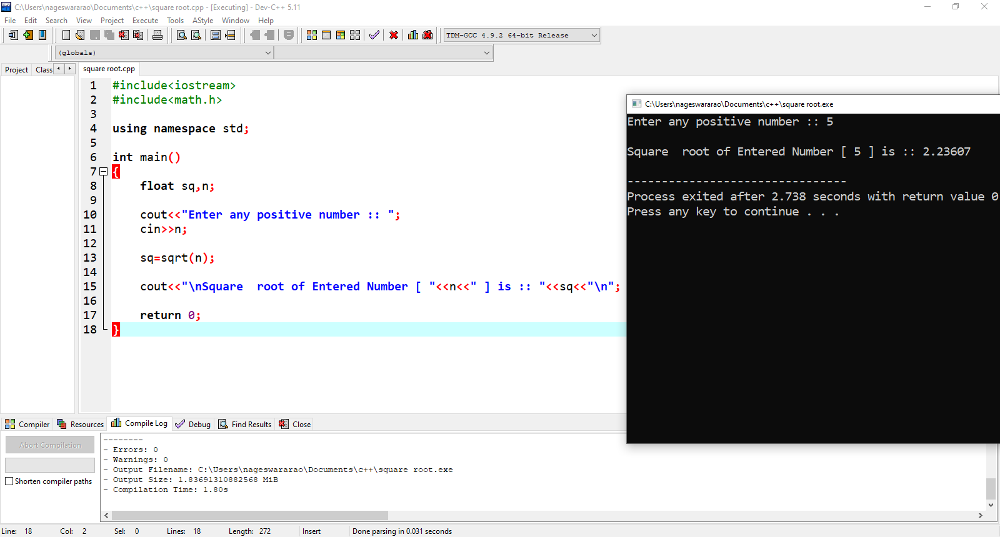 C:\Users\nageswararao\Documents\c++\square root.cpp - [Executing] - Dev-C++ 5.11
File Edit Search View Project Execute Tools AStyle Window Help
TDM-GCC 4.9.2 64-bit Release
(globals)
Project Class square root.cpp
1 #include<iostream>
2 #include<math.h>
3
4 using namespace std;
5
6 int main()
7 {
8 float sq,n;
9
10 cout<<"Enter any positive number :: ";
11 cin>>n;
12
13 sq=sqrt(n);
14
15 cout<<"\nSquare  root of Entered Number [ "<<n<<" ] is :: "<<sq<<"\n";
16
17 return 0;
18 }
C:\Users\nageswararao\Documents\c++\square root.exe
Enter any positive number :: 5
Square  root of Entered Number [ 5 ] is :: 2.23607
--------------------------------
Process exited after 2.738 seconds with return value 0
Press any key to continue . . .
Compiler Resources Compile Log Debug Find Results Close
Abort Compilation
Shorten compiler paths
--------
- Errors: 0
- Warnings: 0
- Output Filename: C:\Users\nageswararao\Documents\c++\square root.exe
- Output Size: 1.83691310882568 MiB
- Compilation Time: 1.80s
Line: 18 Col: 2 Sel: 0 Lines: 18 Length: 272 Insert Done parsing in 0.031 seconds